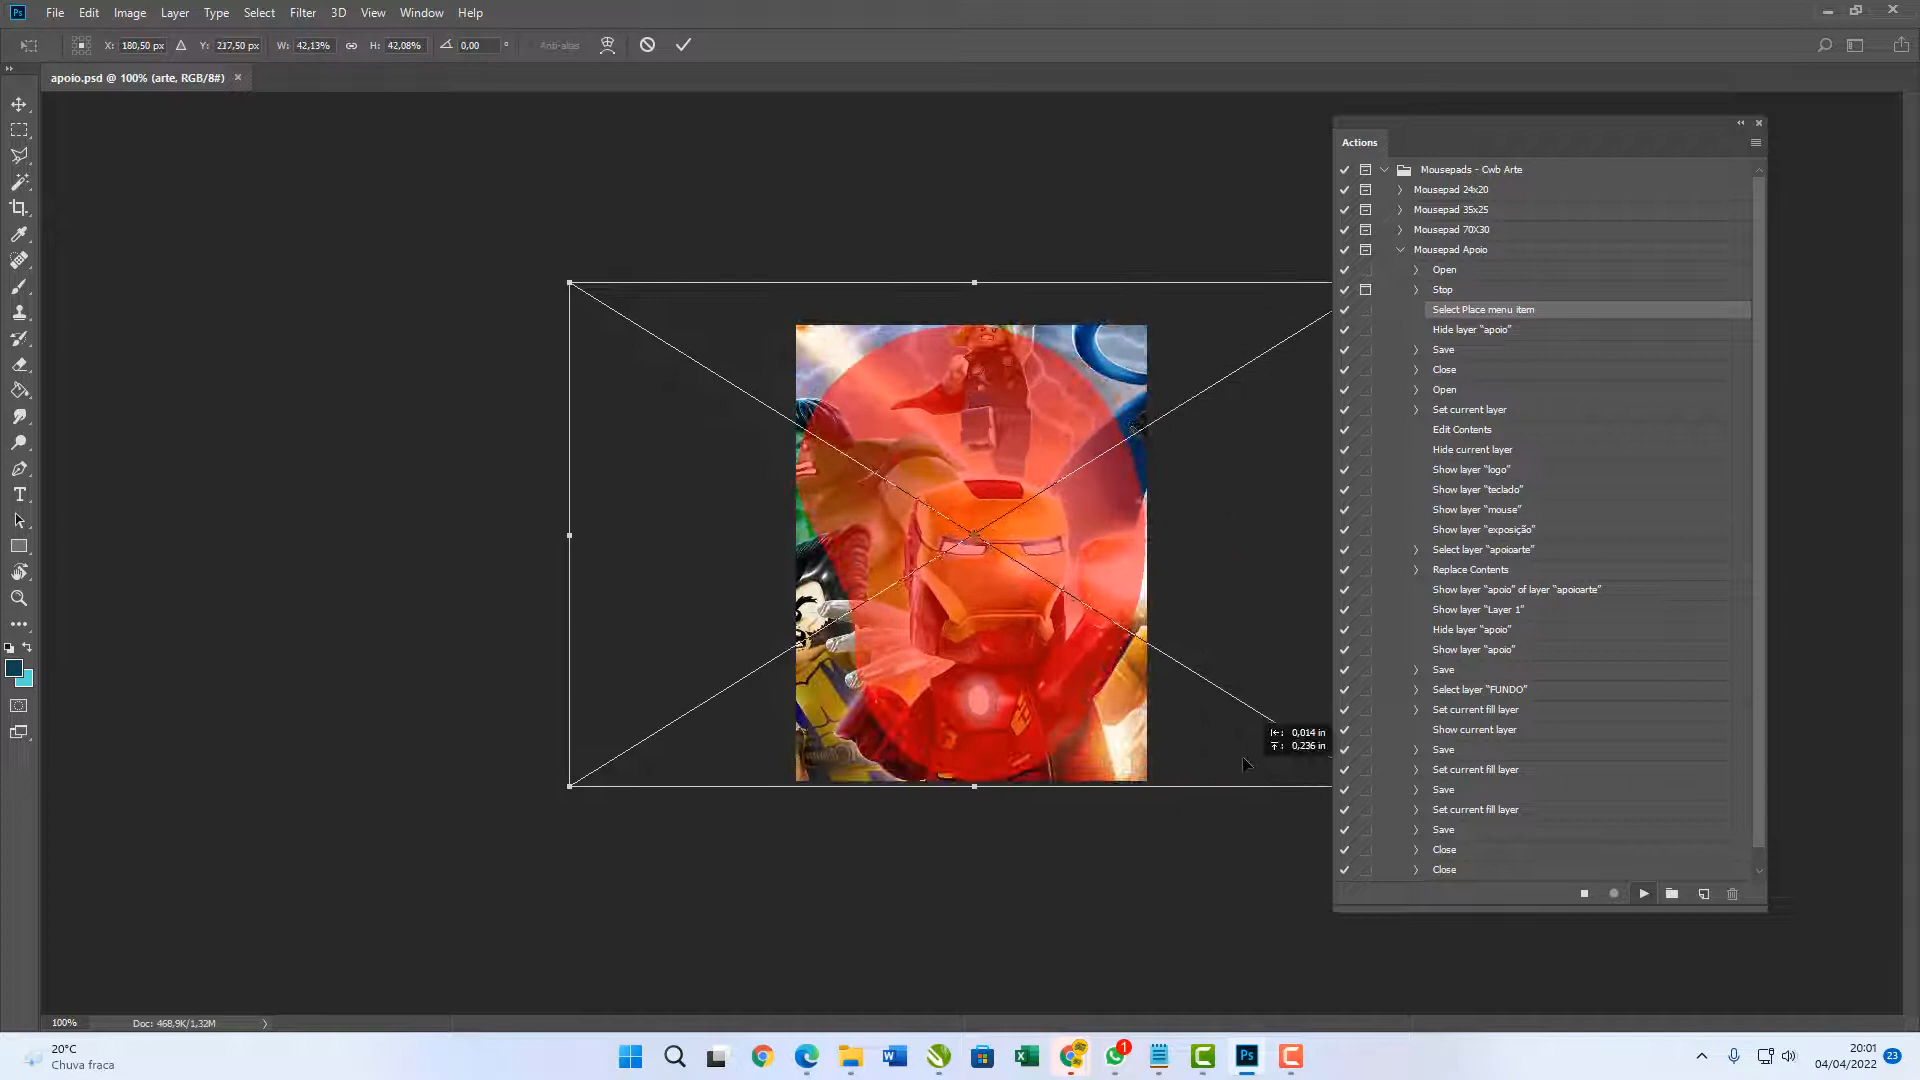 File Edit Image Layer Type Select Filter 3D View Window Help
X: 180,50 px Y: 217,50 px W: 42,13% H: 42,08% 0,00 ° Anti-alias
apoio.psd @ 100% (arte, RGB/8#) ×
Actions
Mousepads - Cwb Arte
Mousepad 24x20
Mousepad 35x25
Mousepad 70X30
Mousepad Apoio
Open
Stop
Select Place menu item
Hide layer "apoio"
Save
Close
Open
Set current layer
Edit Contents
Hide current layer
Show layer "logo"
Show layer "teclado"
Show layer "mouse"
Show layer "exposição"
Select layer "apoioarte"
Replace Contents
Show layer "apoio" of layer "apoioarte"
Show layer "Layer 1"
Hide layer "apoio"
Show layer "apoio"
Save
Select layer "FUNDO"
Set current fill layer
Show current layer
Save
Set current fill layer
Save
Set current fill layer
Save
Close
Close
0,014 in
0,236 in
100% Doc: 468,9K/1,32M
20°C
Chuva fraca
1
20:01
04/04/2022
23